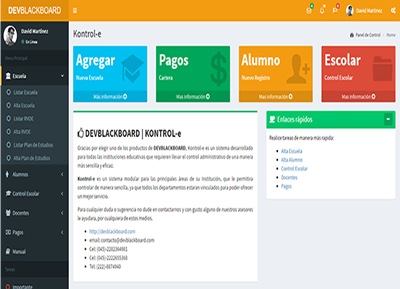 DEVBLACKBOARD
David Martinez
David Martinez
En Linea
Menu Principal
Escuela
Listar Escuela
Alta Escuela
Listar RVOE
Alta RVOE
Listar Plan de Estudios
Alta Plan de Estudios
Alumnos
Control Escolar
Docentes
Pagos
Manual
Importante
Kontrol-e
Panel de Control
Home
Agregar
Nueva Escuela
Más información
Pagos
Cartera
Más información
Alumno
Nuevo Registro
Más información
Escolar
Control Escolar
Más información
DEVBLACKBOARD | KONTROL-e
Gracias por elegir uno de los productos de DEVBLACKBOARD, Kontrol-e es un sistema desarrollado
para todas las instituciones educativas que requieren llevar el control administrativo de una manera
más sencilla y eficaz.
Kontrol-e es un sistema modular para las principales áreas de su institución, que le permitirá
controlar de manera sencilla, ya que todos los departamentos estarán vinculados para poder ofrecer
un mejor servicio.
Para cualquier duda o sugerencia no dude en contactarnos y con gusto alguno de nuestros asesores
le ayudara, por cualquiera de estos medios.
http://devblackboard.com
email: contacto@devblackboard.com
Cel: (045)-2282364981
Cel: (045)-2222655368
Tel: (222)-8874940
Enlaces rápidos
Realizar tareas de manera más rapida:
Alta Escuela
Alta Alumno
Control Escolar
Docentes
Pagos